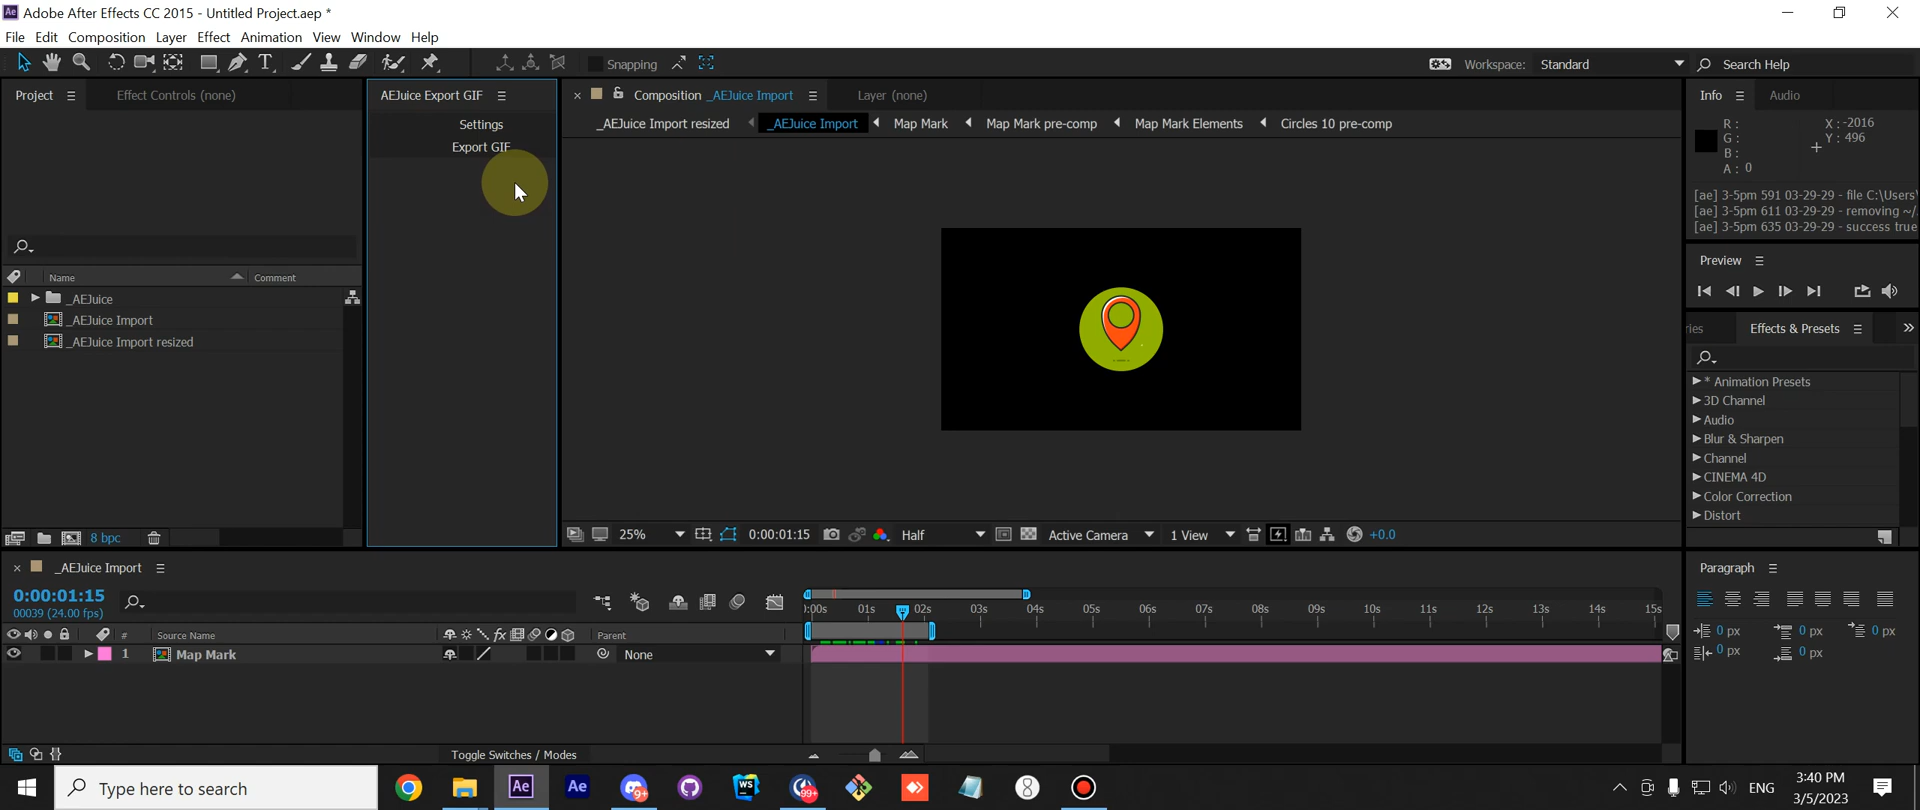 Adobe After Effects CC 2015 - Untitled Project.aep *
File Edit Composition Layer Effect Animation View Window Help
Snapping
Workspace: Standard
Search Help
Project
Effect Controls (none)
AEJuice Export GIF
Composition _AEJuice Import
Layer (none)
Info
Audio
Settings
Export GIF
_AEJuice Import resized
_AEJuice Import
Map Mark
Map Mark pre-comp
Map Mark Elements
Circles 10 pre-comp
R :
G :
B :
A : 0
X : -2016
Y : 496
[ae] 3-5pm 591 03-29-29 - file C:\Users\
[ae] 3-5pm 611 03-29-29 - removing ~/
[ae] 3-5pm 635 03-29-29 - success true
Preview
Name
Comment
_AEJuice
_AEJuice Import
_AEJuice Import resized
ries
Effects & Presets
* Animation Presets
3D Channel
Audio
Blur & Sharpen
Channel
CINEMA 4D
Color Correction
Distort
8 bpc
25%
0:00:01:15
Half
Active Camera
1 View
+0.0
_AEJuice Import
Paragraph
0:00:01:15
00039 (24.00 fps)
):00s 01s 02s 03s 04s 05s 06s 07s 08s 09s 10s 11s 12s 13s 14s 15s
# Source Name
Parent
1 Map Mark
None
0 px 0 px 0 px
0 px 0 px
Toggle Switches / Modes
Type here to search
9+
99+
ENG
3:40 PM
3/5/2023